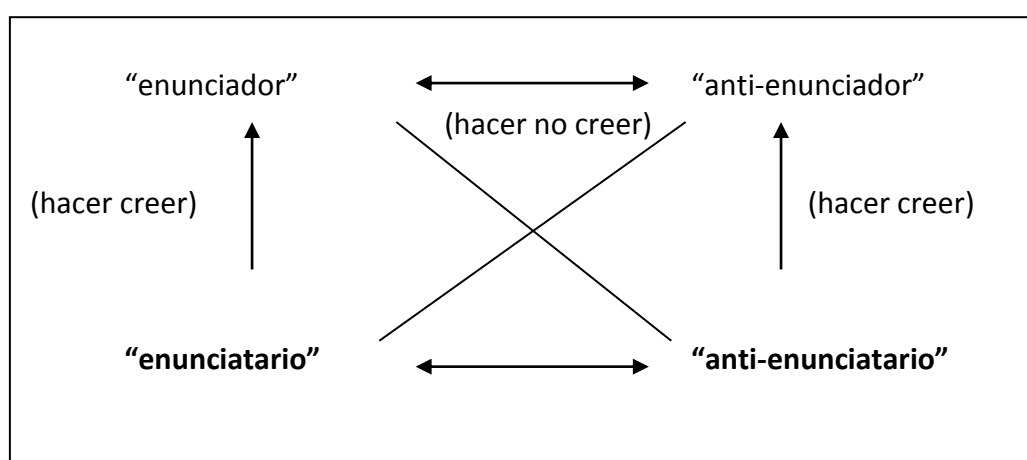 “enunciador” “anti-enunciador”
(hacer no creer)
(hacer creer) (hacer creer)
“enunciatario” “anti-enunciatario”